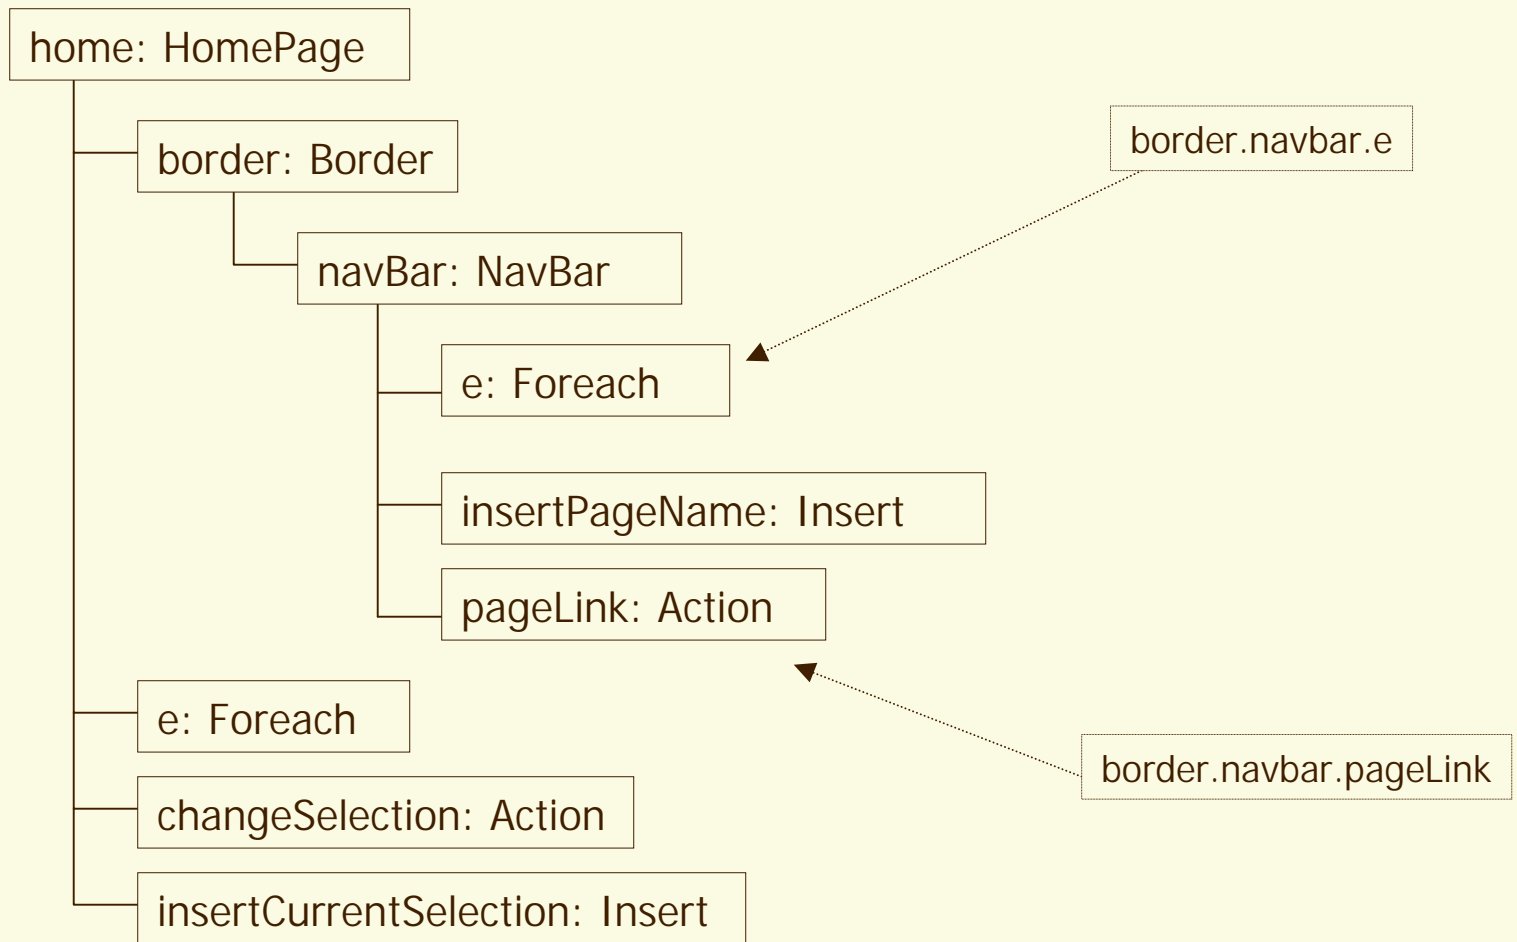 home: HomePage
border: Border
border.navbar.e
navBar: NavBar
e: Foreach
insertPageName: Insert
pageLink: Action
e: Foreach
border.navbar.pageLink
changeSelection: Action
insertCurrentSelection: Insert